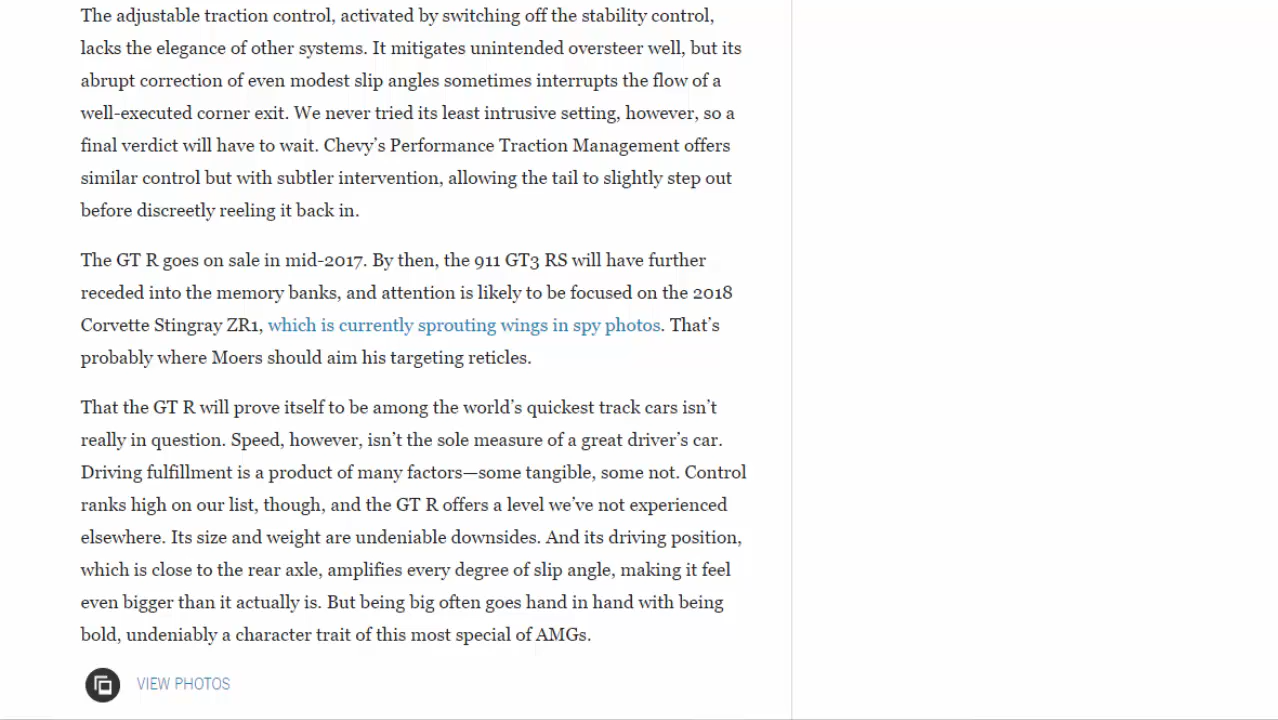 The adjustable traction control, activated by switching off the stability control,
lacks the elegance of other systems. It mitigates unintended oversteer well, but its
abrupt correction of even modest slip angles sometimes interrupts the flow of a
well-executed corner exit. We never tried its least intrusive setting, however, so a
final verdict will have to wait. Chevy’s Performance Traction Management offers
similar control but with subtler intervention, allowing the tail to slightly step out
before discreetly reeling it back in.
The GT R goes on sale in mid-2017. By then, the 911 GT3 RS will have further
receded into the memory banks, and attention is likely to be focused on the 2018
Corvette Stingray ZR1, which is currently sprouting wings in spy photos. That’s
probably where Moers should aim his targeting reticles.
That the GT R will prove itself to be among the world’s quickest track cars isn’t
really in question. Speed, however, isn’t the sole measure of a great driver’s car.
Driving fulfillment is a product of many factors—some tangible, some not. Control
ranks high on our list, though, and the GT R offers a level we’ve not experienced
elsewhere. Its size and weight are undeniable downsides. And its driving position,
which is close to the rear axle, amplifies every degree of slip angle, making it feel
even bigger than it actually is. But being big often goes hand in hand with being
bold, undeniably a character trait of this most special of AMGs.
VIEW PHOTOS